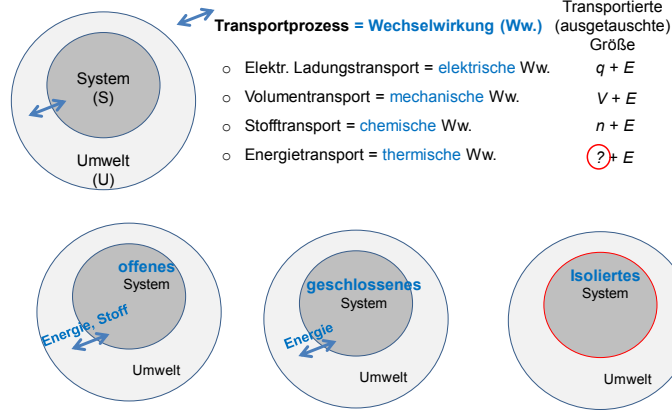 Transportprozess = Wechselwirkung (Ww.)
Transportierte
(ausgetauschte)
Größe
System
(S)
Umwelt
(U)
○ Elektr. Ladungstransport = elektrische Ww. q + E
○ Volumentransport = mechanische Ww. V + E
○ Stofftransport = chemische Ww. n + E
○ Energietransport = thermische Ww. ? + E
offenes
System
Energie, Stoff
Umwelt
geschlossenes
System
Energie
Umwelt
Isoliertes
System
Umwelt